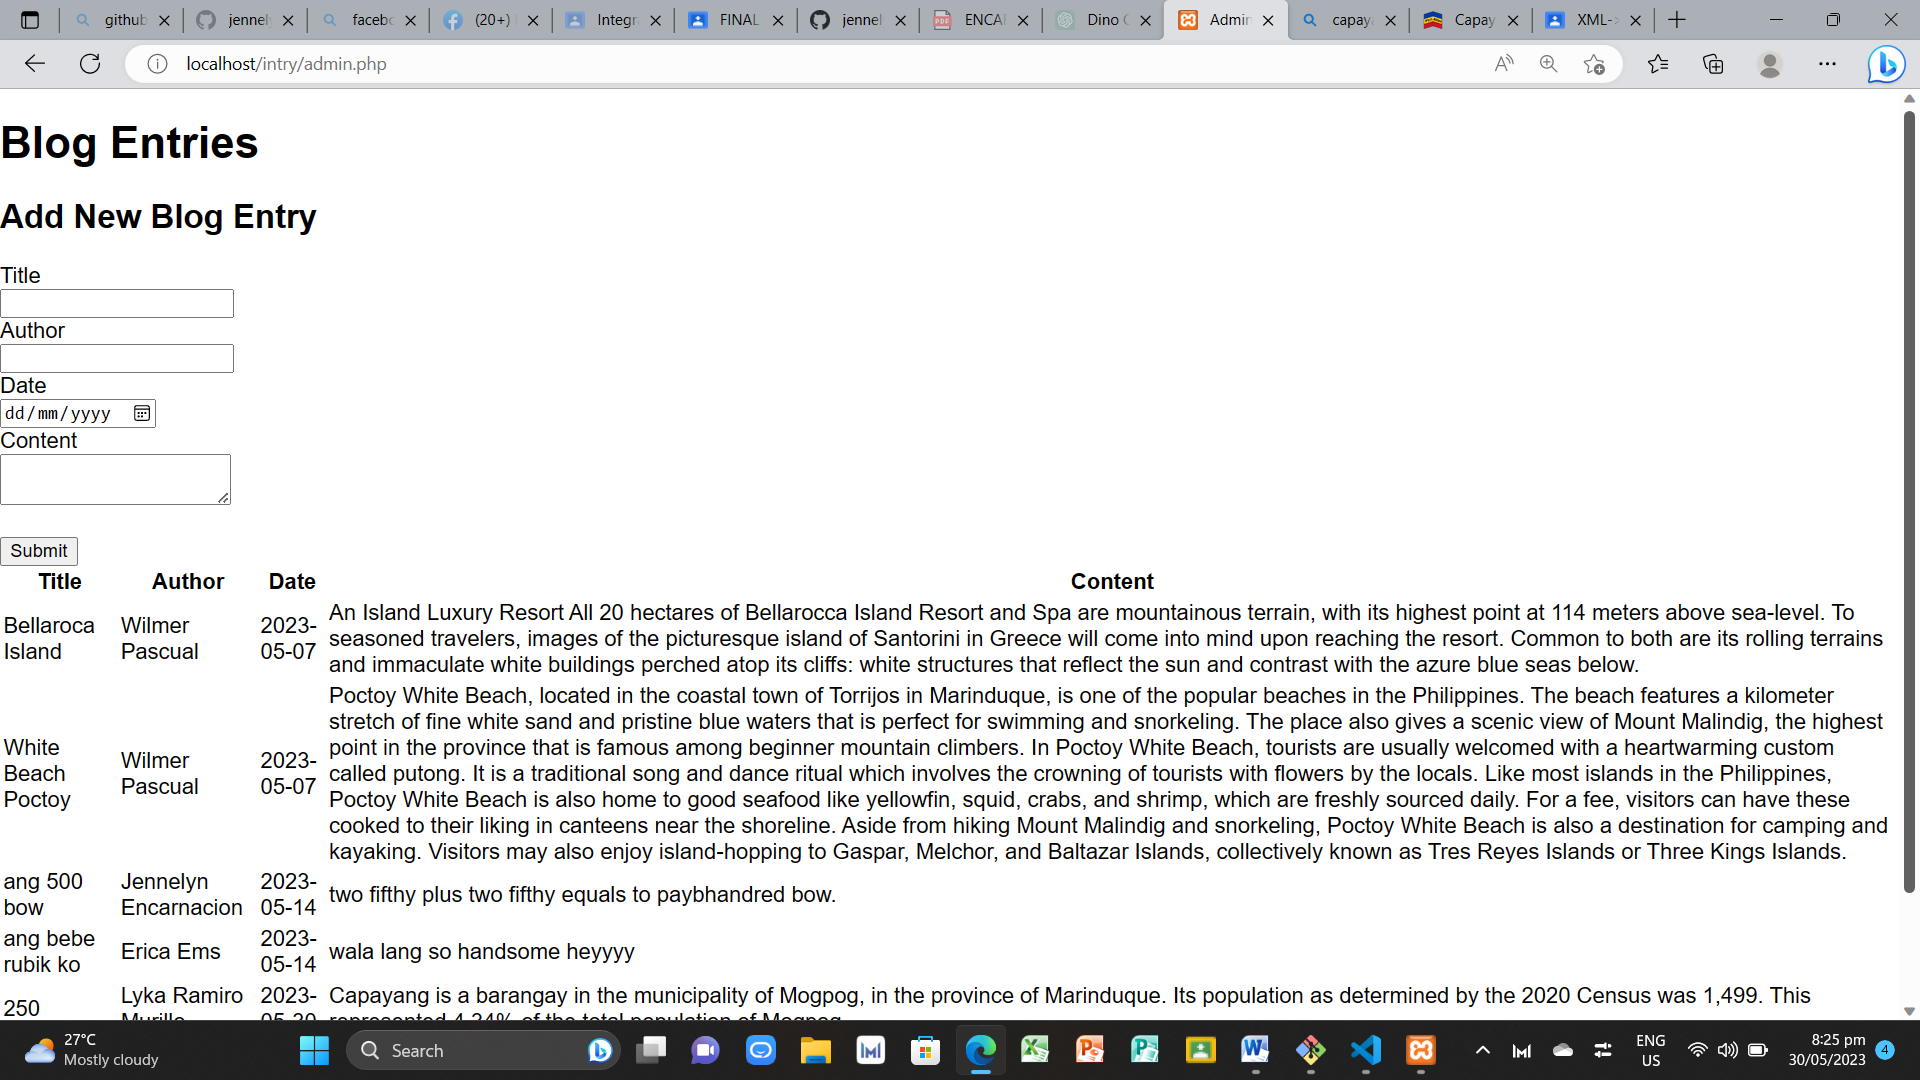 github
jennel
facebo
(20+)
Integra
FINAL
jennel
ENCAR
Dino G
Admin
capaya
Capay
XML-
localhost/intry/admin.php
Blog Entries
Add New Blog Entry
Title
Author
Date
dd/mm/yyyy
Content
Submit
Title Author Date Content
Bellaroca Island
Wilmer Pascual
2023-05-07
An Island Luxury Resort All 20 hectares of Bellarocca Island Resort and Spa are mountainous terrain, with its highest point at 114 meters above sea-level. To
seasoned travelers, images of the picturesque island of Santorini in Greece will come into mind upon reaching the resort. Common to both are its rolling terrains
and immaculate white buildings perched atop its cliffs: white structures that reflect the sun and contrast with the azure blue seas below.
White Beach Poctoy
Wilmer Pascual
2023-05-07
Poctoy White Beach, located in the coastal town of Torrijos in Marinduque, is one of the popular beaches in the Philippines. The beach features a kilometer
stretch of fine white sand and pristine blue waters that is perfect for swimming and snorkeling. The place also gives a scenic view of Mount Malindig, the highest
point in the province that is famous among beginner mountain climbers. In Poctoy White Beach, tourists are usually welcomed with a heartwarming custom
called putong. It is a traditional song and dance ritual which involves the crowning of tourists with flowers by the locals. Like most islands in the Philippines,
Poctoy White Beach is also home to good seafood like yellowfin, squid, crabs, and shrimp, which are freshly sourced daily. For a fee, visitors can have these
cooked to their liking in canteens near the shoreline. Aside from hiking Mount Malindig and snorkeling, Poctoy White Beach is also a destination for camping and
kayaking. Visitors may also enjoy island-hopping to Gaspar, Melchor, and Baltazar Islands, collectively known as Tres Reyes Islands or Three Kings Islands.
ang 500 bow
Jennelyn Encarnacion
2023-05-14
two fifthy plus two fifthy equals to paybhandred bow.
ang bebe rubik ko
Erica Ems
2023-05-14
wala lang so handsome heyyyy
250
Lyka Ramiro Murillo
2023-05-30
Capayang is a barangay in the municipality of Mogpog, in the province of Marinduque. Its population as determined by the 2020 Census was 1,499. This
represented 4.34% of the total population of Mogpog.
27°C
Mostly cloudy
Search
ENG
US
8:25 pm
30/05/2023
4